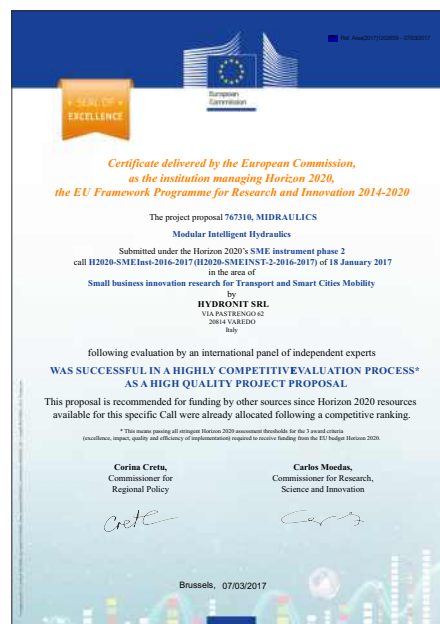 European
Commission
SEAL OF
EXCELLENCE
Certificate delivered by the European Commission,
as the institution managing Horizon 2020,
the EU Framework Programme for Research and Innovation 2014-2020
The project proposal 767310, MIDRAULICS
Modular Intelligent Hydraulics
Submitted under the Horizon 2020’s SME instrument phase 2
call H2020-SMEInst-2016-2017 (H2020-SMEINST-2-2016-2017) of 18 January 2017
in the area of
Small business innovation research for Transport and Smart Cities Mobility
by
HYDRONIT SRL
VIA PASTRENGO 62
20814 VAREDO
Italy
following evaluation by an international panel of independent experts
WAS SUCCESSFUL IN A HIGHLY COMPETITIVEVALUATION PROCESS*
AS A HIGH QUALITY PROJECT PROPOSAL
This proposal is recommended for funding by other sources since Horizon 2020 resources
available for this specific Call were already allocated following a competitive ranking.
* This means passing all stringent Horizon 2020 assessment thresholds for the 3 award criteria
(excellence, impact, quality and efficiency of implementation) required to receive funding from the EU budget Horizon 2020.
Corina Cretu,
Commissioner for
Regional Policy
Carlos Moedas,
Commissioner for Research,
Science and Innovation
Brussels, 07/03/2017